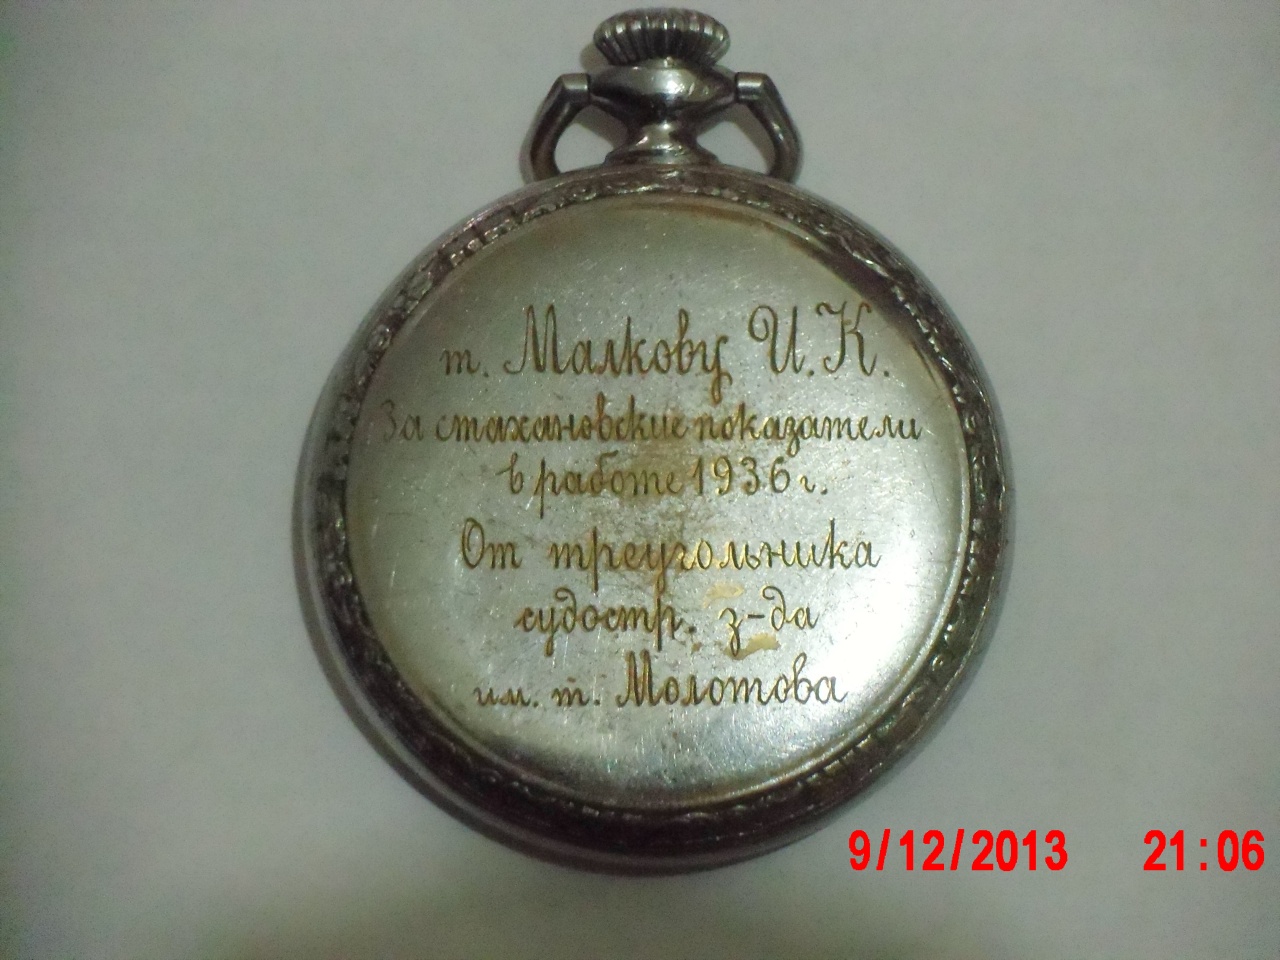 т. Малкову И.К.
За стахановские показатели
в работе 1936 г.
От треугольника
судостр. з-да
им. т. Молотова
9/12/2013 21:06